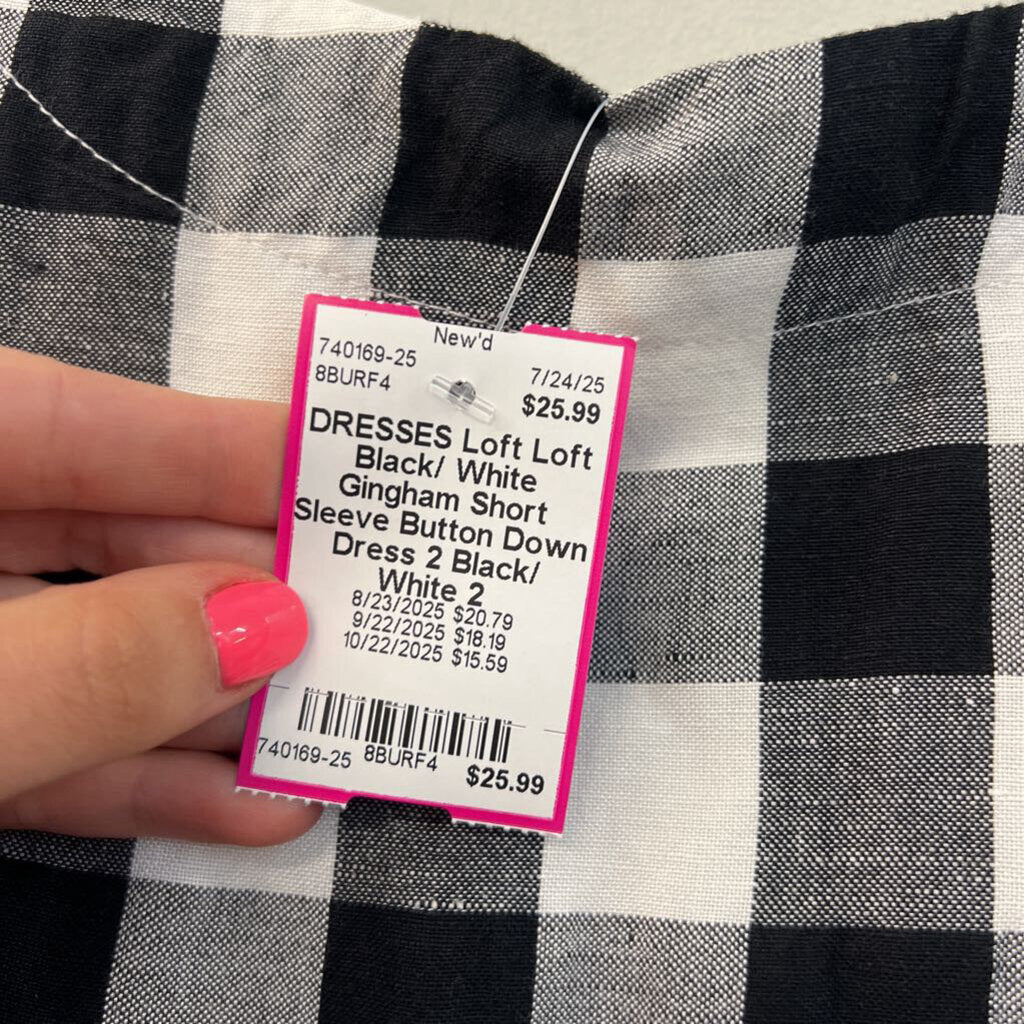 New'd
740169-25
8BURF4
7/24/25
$25.99
DRESSES Loft Loft
Black/ White
Gingham Short
Sleeve Button Down
Dress 2 Black/
White 2
8/23/2025 $20.79
9/22/2025 $18.19
10/22/2025 $15.59
740169-25 8BURF4 $25.99